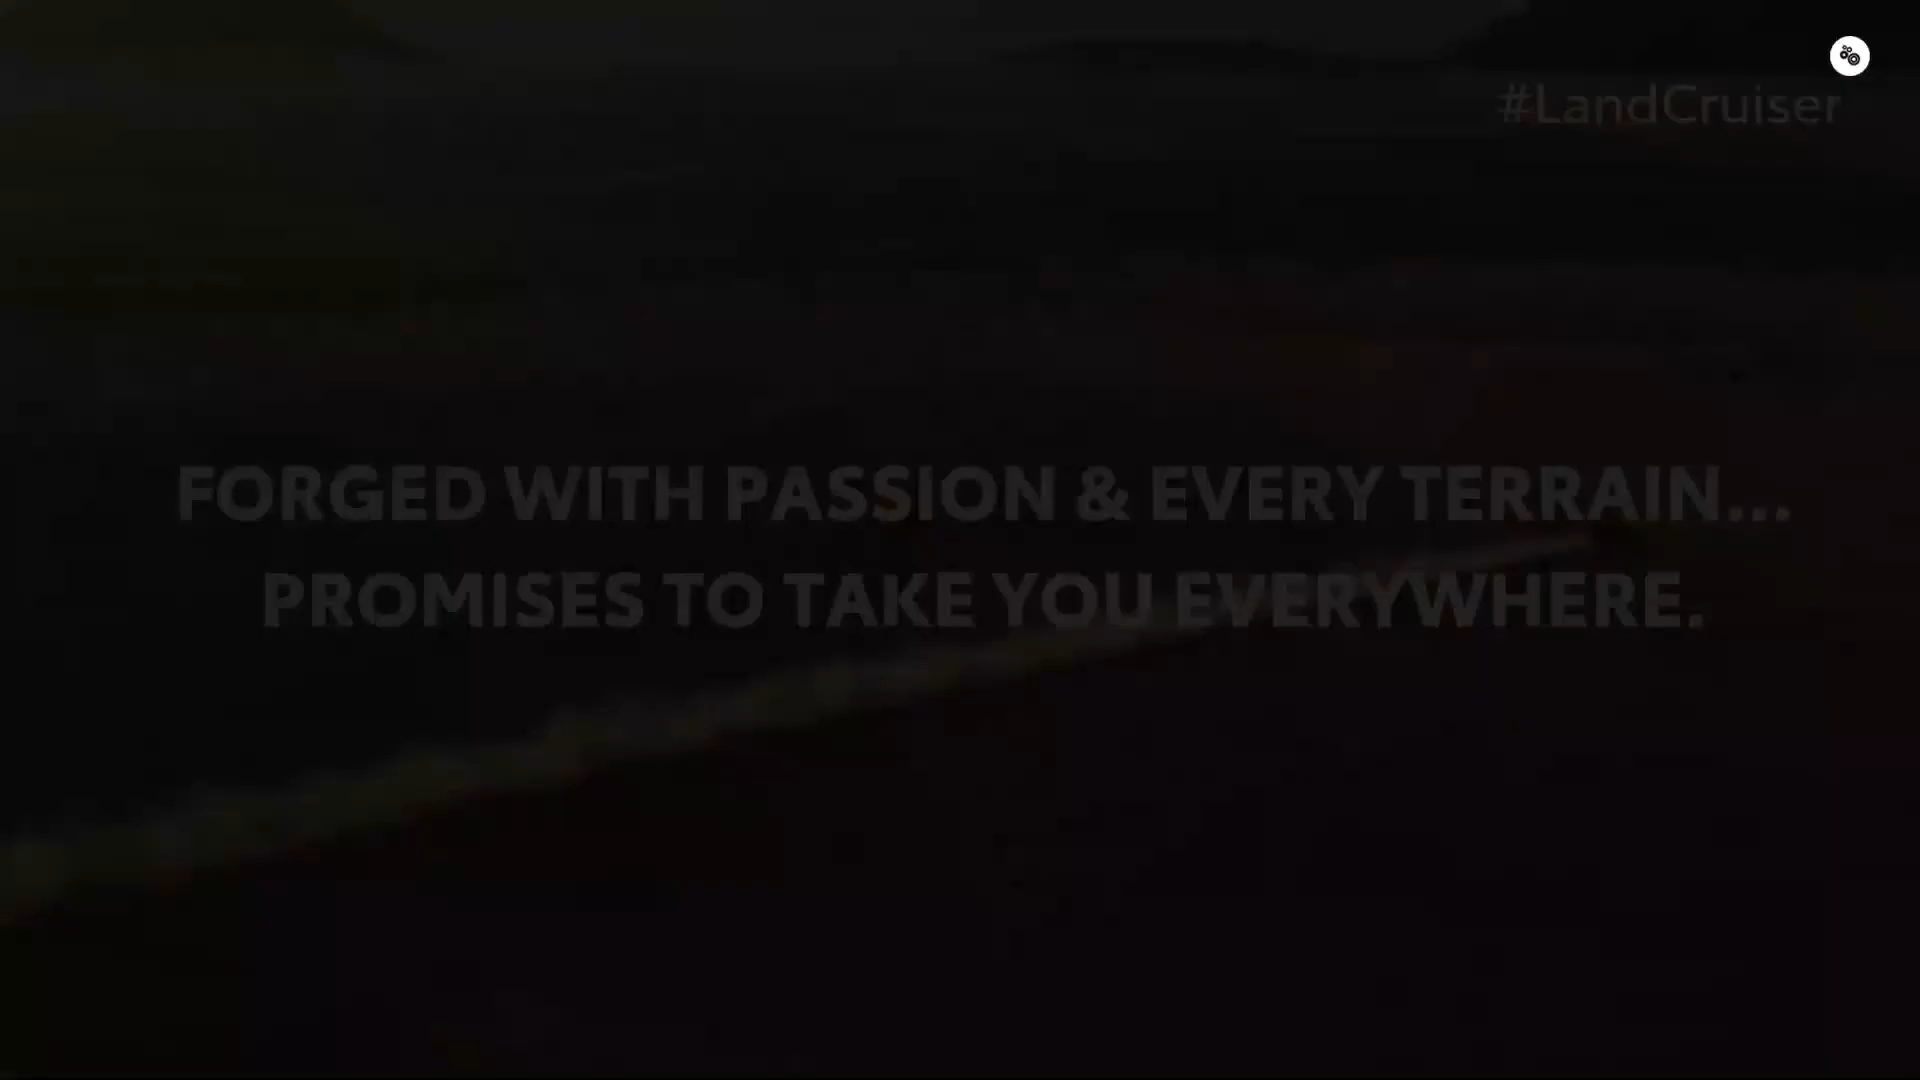 #LandCruiser
FORGED WITH PASSION & EVERY TERRAIN...
PROMISES TO TAKE YOU EVERYWHERE.